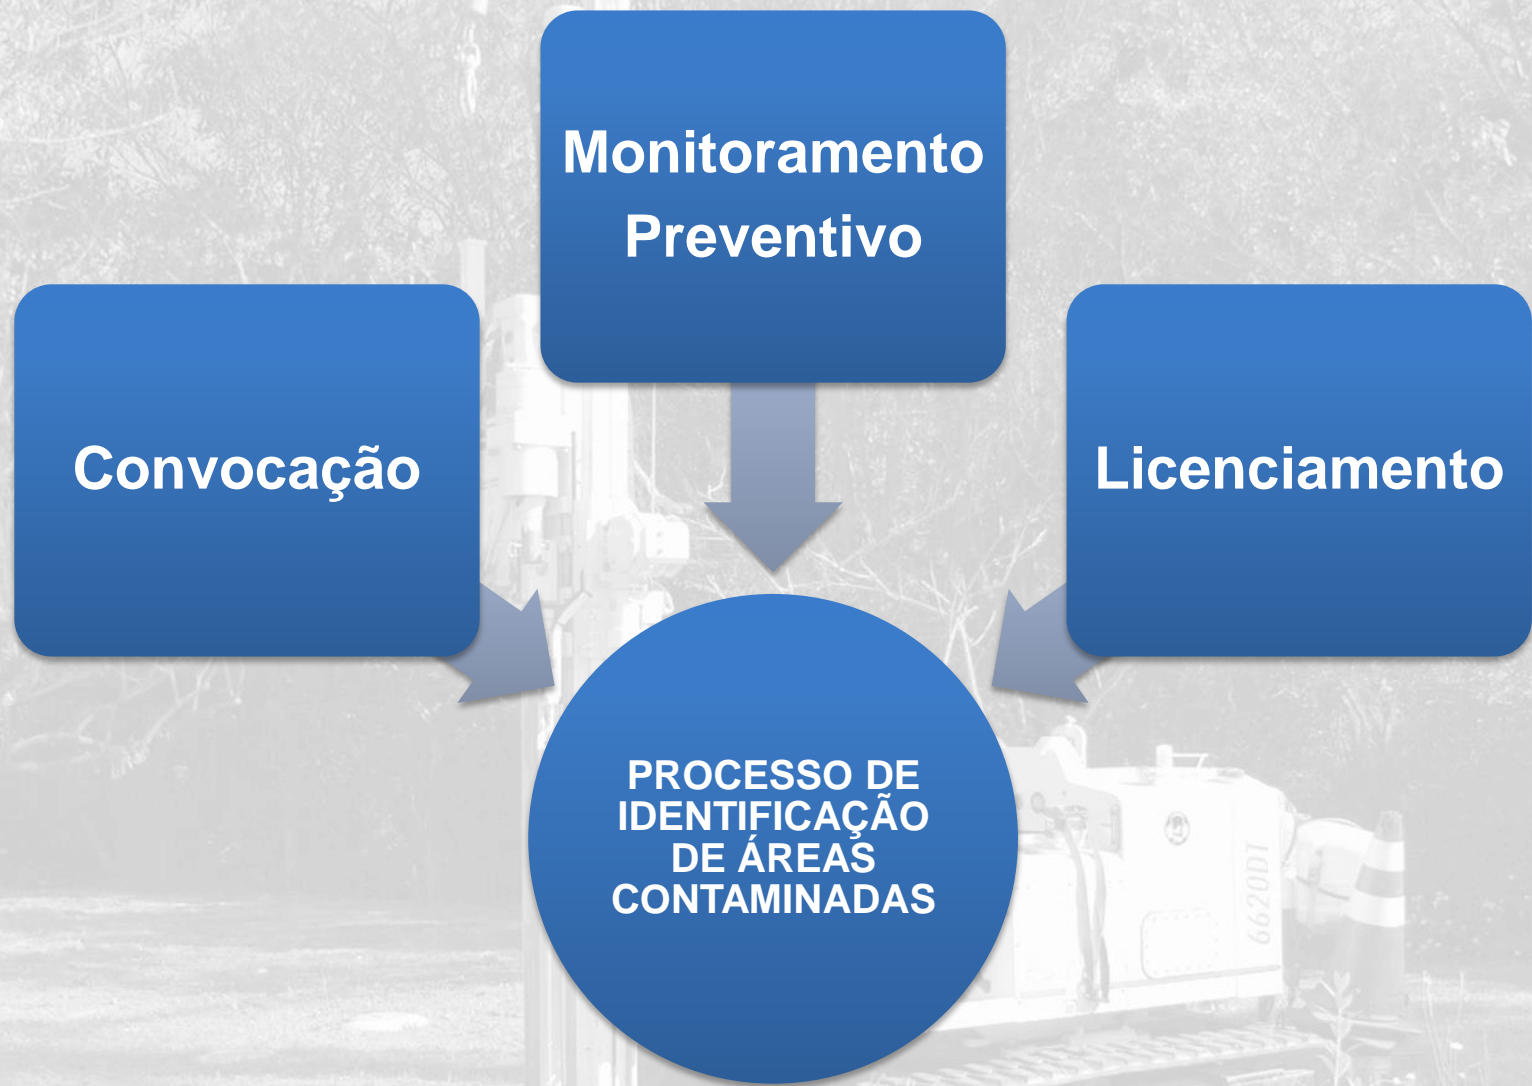 Monitoramento
Preventivo
Convocação
Licenciamento
PROCESSO DE
IDENTIFICAÇÃO
DE ÁREAS
CONTAMINADAS
6620DT